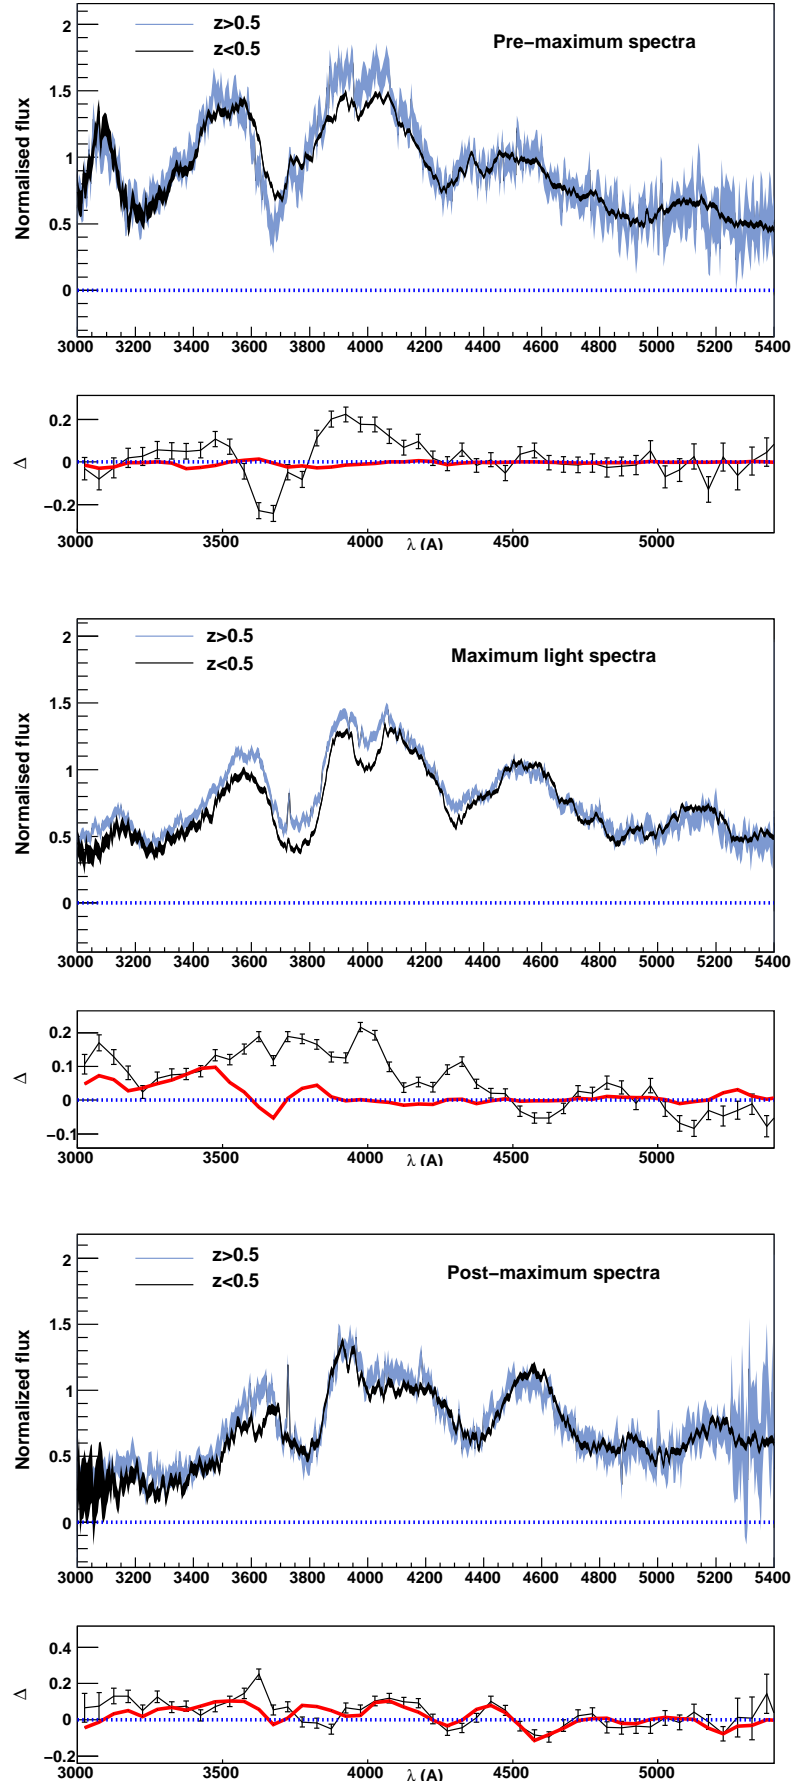 z>0.5
z<0.5
Pre-maximum spectra
Normalised flux
2
1.5
1
0.5
0
3000 3200 3400 3600 3800 4000 4200 4400 4600 4800 5000 5200 5400
Δ
0.2
0
-0.2
3000 3500 4000 4500 5000
λ (A)
z>0.5
z<0.5
Maximum light spectra
Normalised flux
2
1.5
1
0.5
0
3000 3200 3400 3600 3800 4000 4200 4400 4600 4800 5000 5200 5400
Δ
0.2
0.1
0
-0.1
3000 3500 4000 4500 5000
λ (A)
z>0.5
z<0.5
Post-maximum spectra
Normalized flux
2
1.5
1
0.5
0
3000 3200 3400 3600 3800 4000 4200 4400 4600 4800 5000 5200 5400
Δ
0.4
0.2
0
-0.2
3000 3500 4000 4500 5000
λ (A)